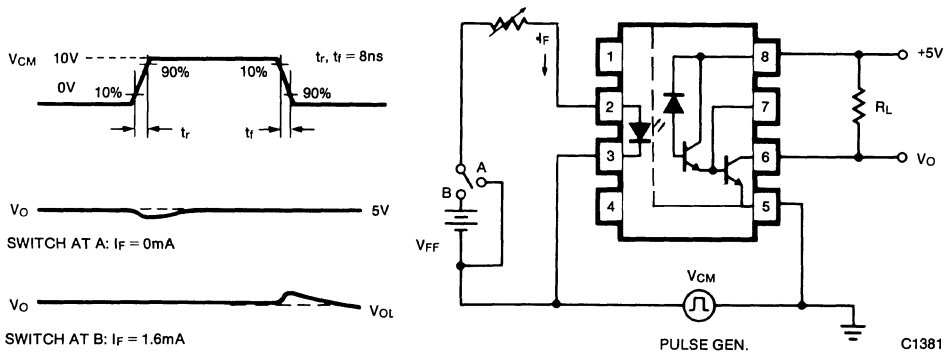 VCM 10V
0V
10%
90%
10%
90%
tr, tf = 8ns
tr
tf
VO
5V
SWITCH AT A: IF = 0mA
VO
VOL
SWITCH AT B: IF = 1.6mA
IF
1
2
3
4
8
7
6
5
+5V
RL
VO
A
B
VFF
VCM
PULSE GEN.
C1381